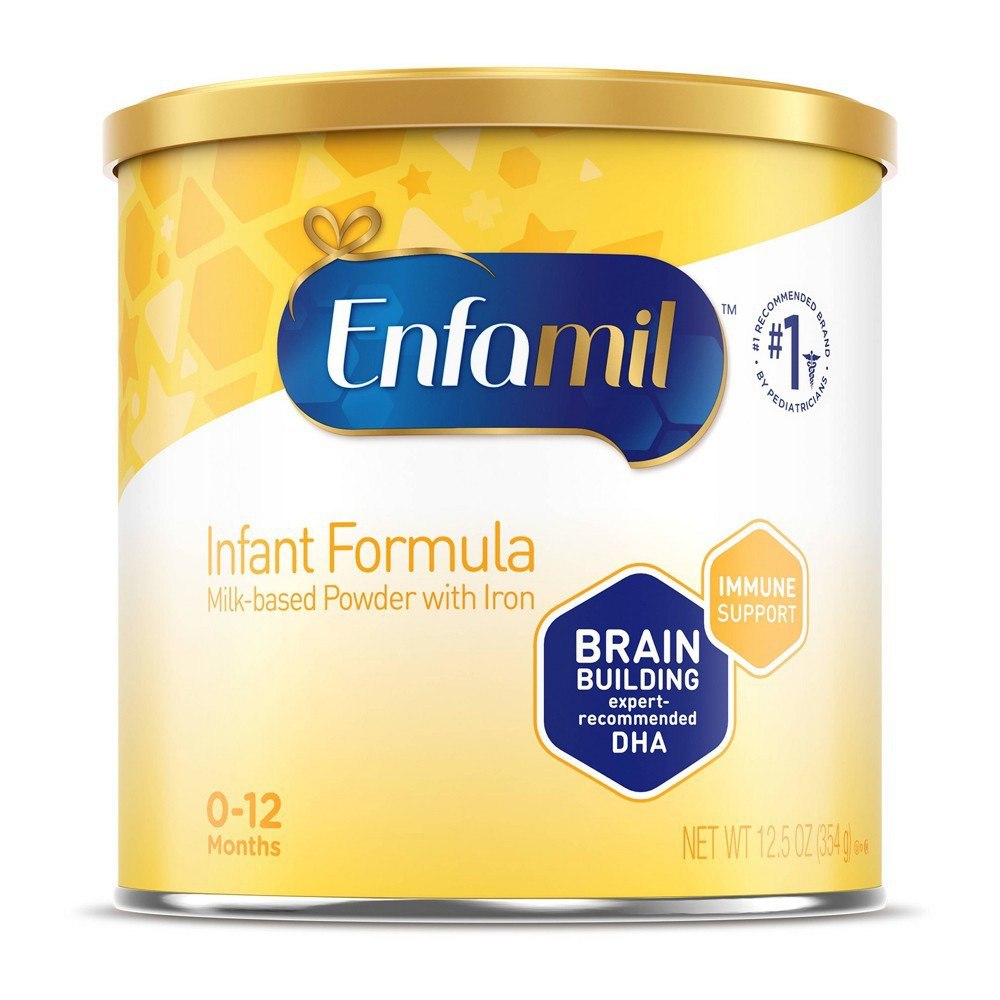 Enfamil
TM
#1 RECOMMENDED BRAND
#1
BY PEDIATRICIANS
Infant Formula
Milk-based Powder with Iron
IMMUNE
SUPPORT
BRAIN
BUILDING
expert-
recommended
DHA
0-12
Months
NET WT 12.5 OZ (354 g)